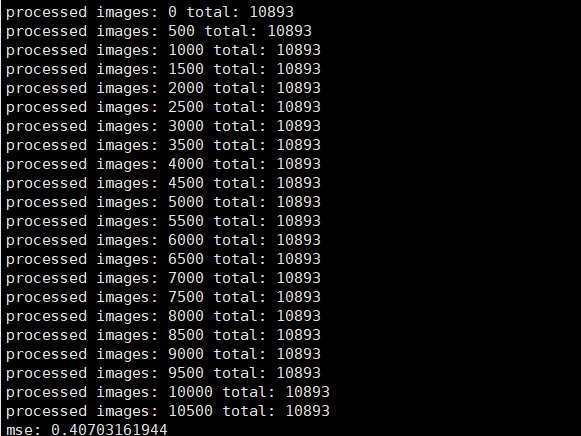 processed images: 0 total: 10893
processed images: 500 total: 10893
processed images: 1000 total: 10893
processed images: 1500 total: 10893
processed images: 2000 total: 10893
processed images: 2500 total: 10893
processed images: 3000 total: 10893
processed images: 3500 total: 10893
processed images: 4000 total: 10893
processed images: 4500 total: 10893
processed images: 5000 total: 10893
processed images: 5500 total: 10893
processed images: 6000 total: 10893
processed images: 6500 total: 10893
processed images: 7000 total: 10893
processed images: 7500 total: 10893
processed images: 8000 total: 10893
processed images: 8500 total: 10893
processed images: 9000 total: 10893
processed images: 9500 total: 10893
processed images: 10000 total: 10893
processed images: 10500 total: 10893
mse: 0.40703161944